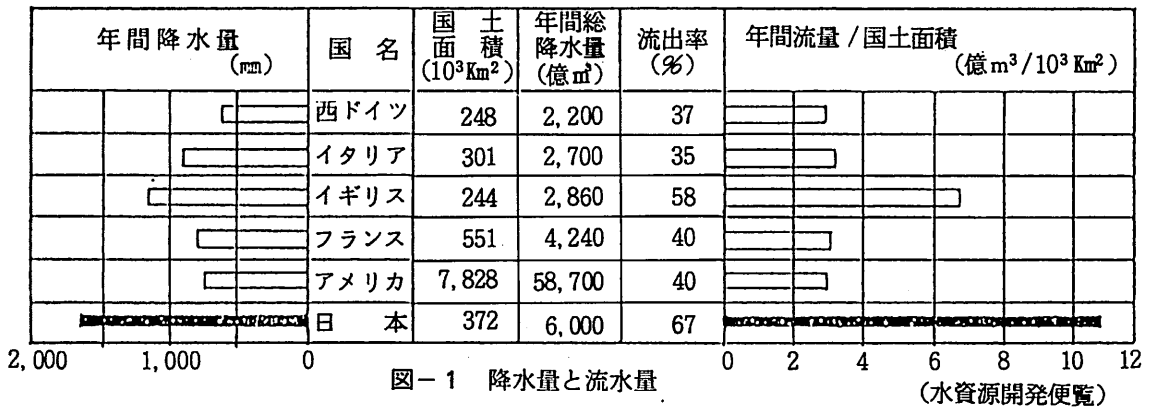 年間降水量 (mm) 国名 国土面積 (10³Km²) 年間総降水量 (億m³) 流出率 (%) 年間流量/国土面積 (億m³/10³Km²)
西ドイツ 248 2,200 37
イタリア 301 2,700 35
イギリス 244 2,860 58
フランス 551 4,240 40
アメリカ 7,828 58,700 40
日本 372 6,000 67
2,000 1,000 0 0 2 4 6 8 10 12
図-1 降水量と流水量
(水資源開発便覧)